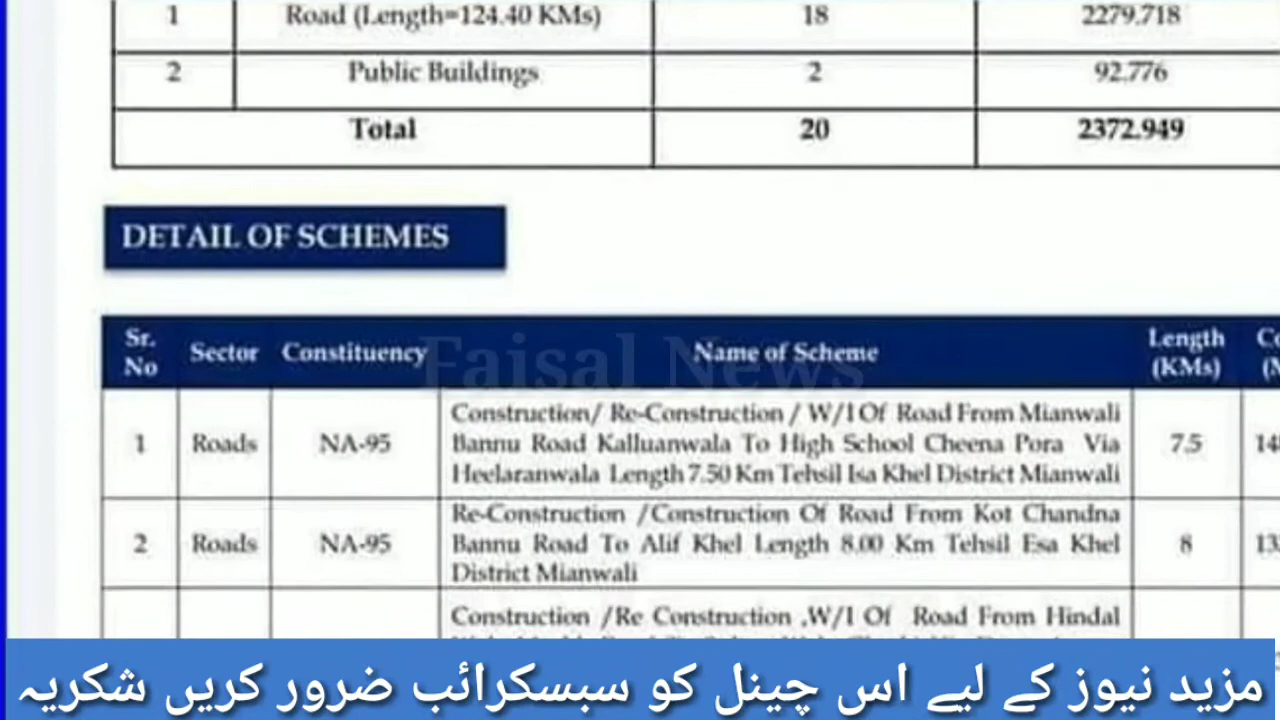 1 Road (Length=124.40 KMs) 18 2279.718
2 Public Buildings 2 92.776
Total 20 2372.949
DETAIL OF SCHEMES
Sr. No Sector Constituency Name of Scheme Length (KMs)
Faisal News
1 Roads NA-95 Construction/ Re-Construction / W/I Of Road From Mianwali
Bannu Road Kalluanwala To High School Cheena Pora Via
Heelaranwala Length 7.50 Km Tehsil Isa Khel District Mianwali
7.5
2 Roads NA-95 Re-Construction /Construction Of Road From Kot Chandna
Bannu Road To Alif Khel Length 8.00 Km Tehsil Esa Khel
District Mianwali
8
Construction /Re Construction ,W/I Of Road From Hindal
مزید نیوز کے لیے اس چینل کو سبسکرائب ضرور کریں شکریہ